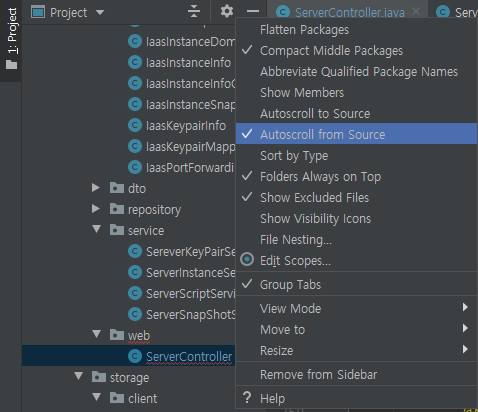 1: Project
Project
ServerController.java
Ser
IaasInstanceDom
IaasInstanceInfo
IaasInstanceInfo
IaasInstanceSnap
IaasKeypairInfo
IaasKeypairMapp
IaasPortForwardi
dto
repository
service
SereverKeyPairSe
ServerInstanceSe
ServerScriptServi
ServerSnapShotS
web
ServerController
storage
client
Flatten Packages
Compact Middle Packages
Abbreviate Qualified Package Names
Show Members
Autoscroll to Source
Autoscroll from Source
Sort by Type
Folders Always on Top
Show Excluded Files
Show Visibility Icons
File Nesting...
Edit Scopes...
Group Tabs
View Mode
Move to
Resize
Remove from Sidebar
? Help